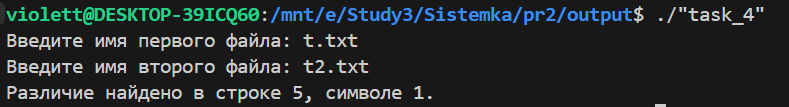 violett@DESKTOP-39ICQ60:/mnt/e/Study3/Sistemka/pr2/output$ ./"task_4"
Введите имя первого файла: t.txt
Введите имя второго файла: t2.txt
Различие найдено в строке 5, символе 1.